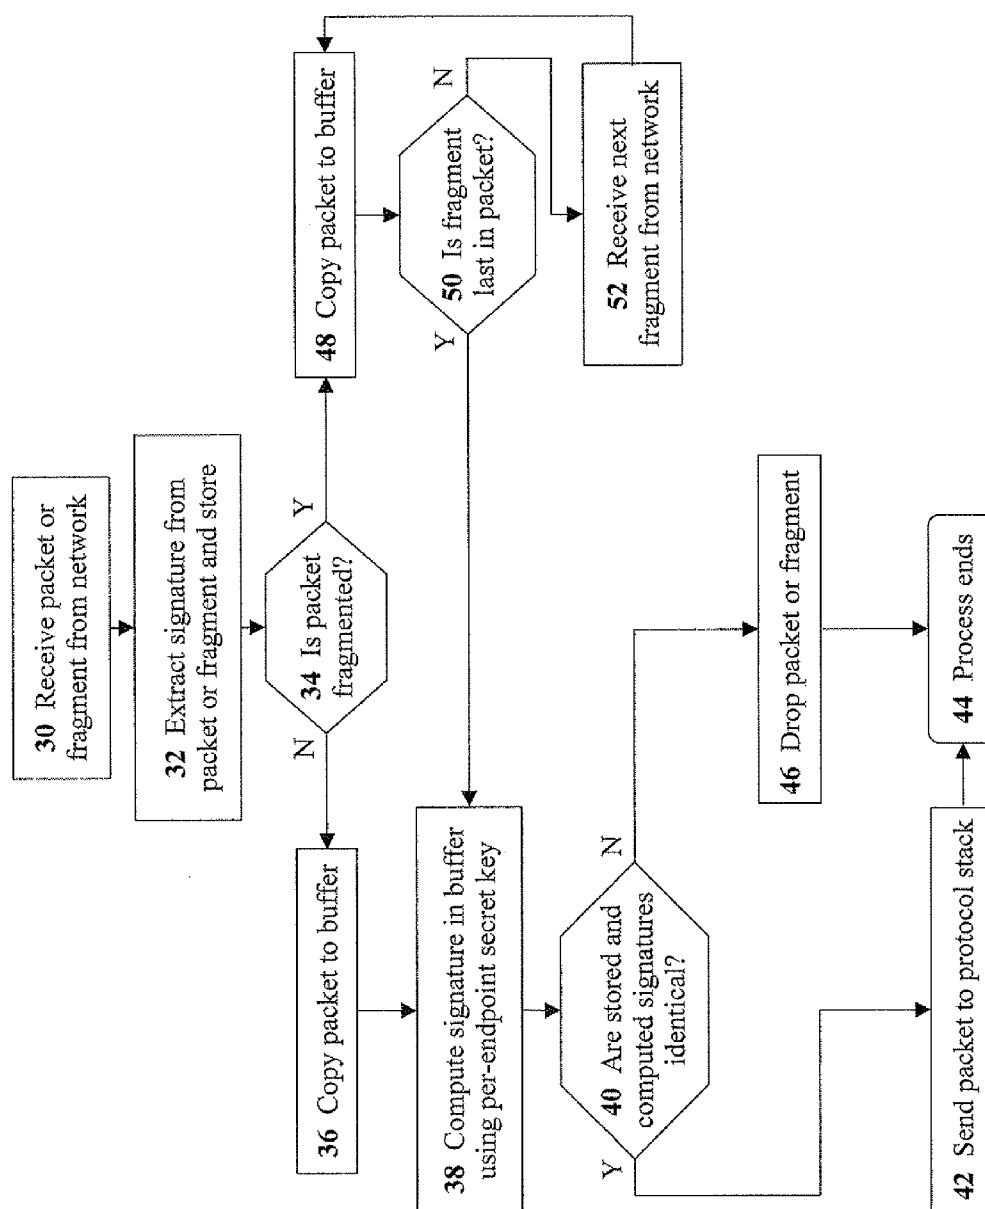 30 Receive packet or
fragment from network
32 Extract signature from
packet or fragment and store
34 Is packet
fragmented?
N
Y
36 Copy packet to buffer
48 Copy packet to buffer
38 Compute signature in buffer
using per-endpoint secret key
50 Is fragment
last in packet?
Y
N
52 Receive next
fragment from network
40 Are stored and
computed signatures
identical?
Y
N
46 Drop packet or fragment
42 Send packet to protocol stack
44 Process ends